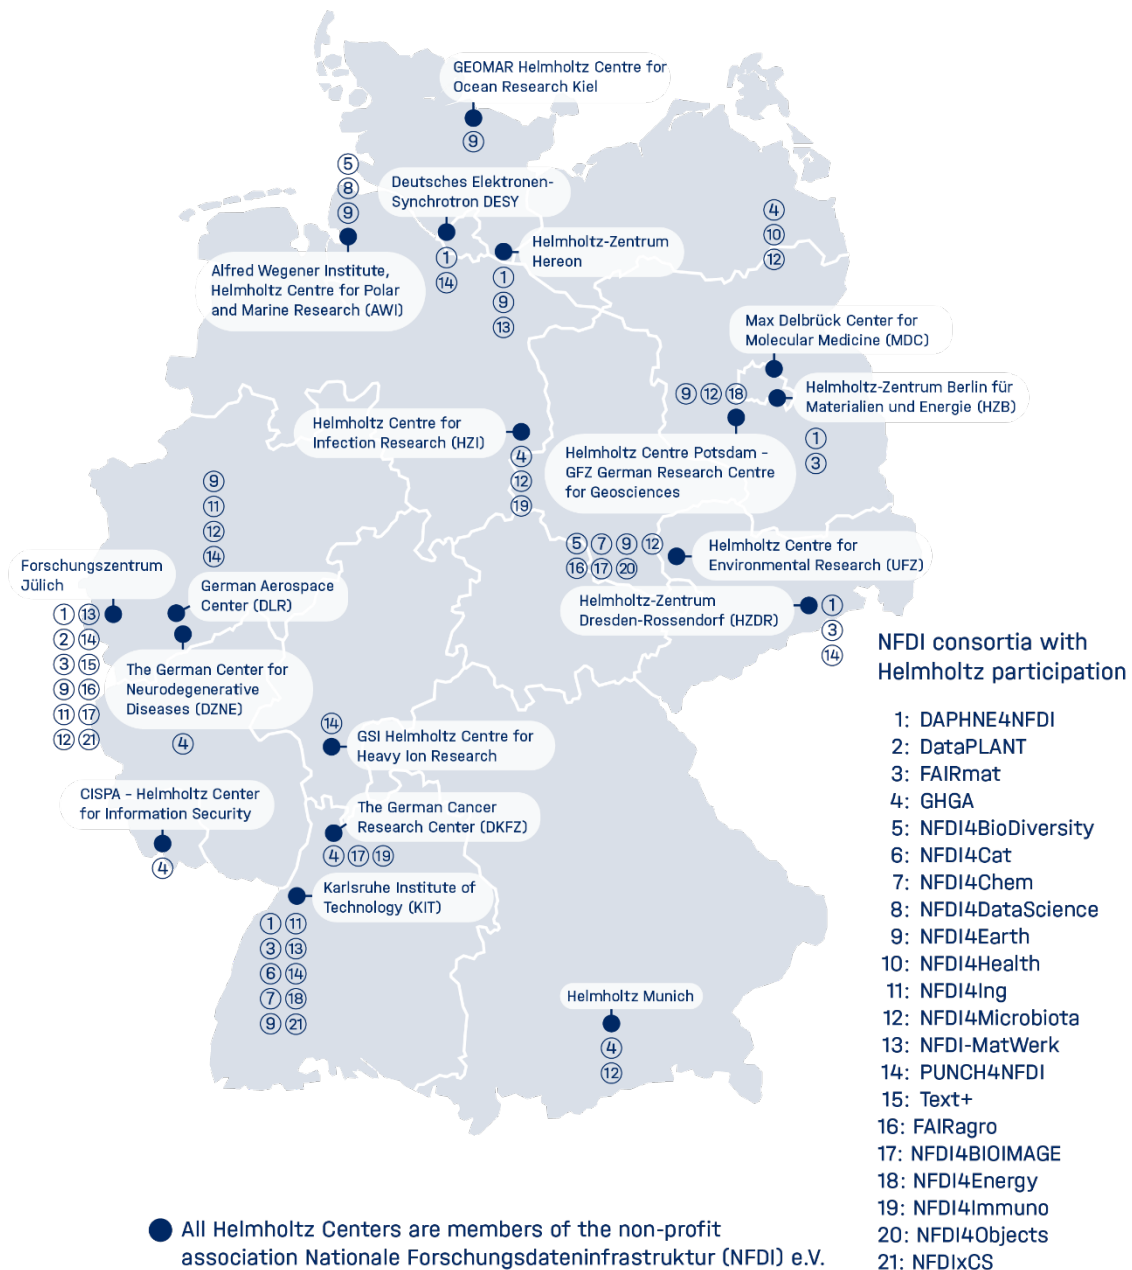 GEOMAR Helmholtz Centre for
Ocean Research Kiel
9
5
8
9
Deutsches Elektronen-
Synchrotron DESY
1
14
Helmholtz-Zentrum
Hereon
1
9
13
4
10
12
Alfred Wegener Institute,
Helmholtz Centre for Polar
and Marine Research (AWI)
Max Delbrück Center for
Molecular Medicine (MDC)
Helmholtz-Zentrum Berlin für
Materialien und Energie (HZB)
1
3
9 12 18
Helmholtz Centre Potsdam -
GFZ German Research Centre
for Geosciences
Helmholtz Centre for
Infection Research (HZI)
4
12
19
9
11
12
14
German Aerospace
Center (DLR)
Forschungszentrum
Jülich
1 13
2 14
3 15
9 16
11 17
12 21
The German Center for
Neurodegenerative
Diseases (DZNE)
4
5 7 9 12
16 17 20
Helmholtz Centre for
Environmental Research (UFZ)
Helmholtz-Zentrum
Dresden-Rossendorf (HZDR)
1
3
14
14
GSI Helmholtz Centre for
Heavy Ion Research
CISPA - Helmholtz Center
for Information Security
4
The German Cancer
Research Center (DKFZ)
4 17 19
Karlsruhe Institute of
Technology (KIT)
1 11
3 13
6 14
7 18
9 21
Helmholtz Munich
4
12
NFDI consortia with
Helmholtz participation
1: DAPHNE4NFDI
2: DataPLANT
3: FAIRmat
4: GHGA
5: NFDI4BioDiversity
6: NFDI4Cat
7: NFDI4Chem
8: NFDI4DataScience
9: NFDI4Earth
10: NFDI4Health
11: NFDI4Ing
12: NFDI4Microbiota
13: NFDI-MatWerk
14: PUNCH4NFDI
15: Text+
16: FAIRagro
17: NFDI4BIOIMAGE
18: NFDI4Energy
19: NFDI4Immuno
20: NFDI4Objects
21: NFDIxCS
All Helmholtz Centers are members of the non-profit
association Nationale Forschungsdateninfrastruktur (NFDI) e.V.